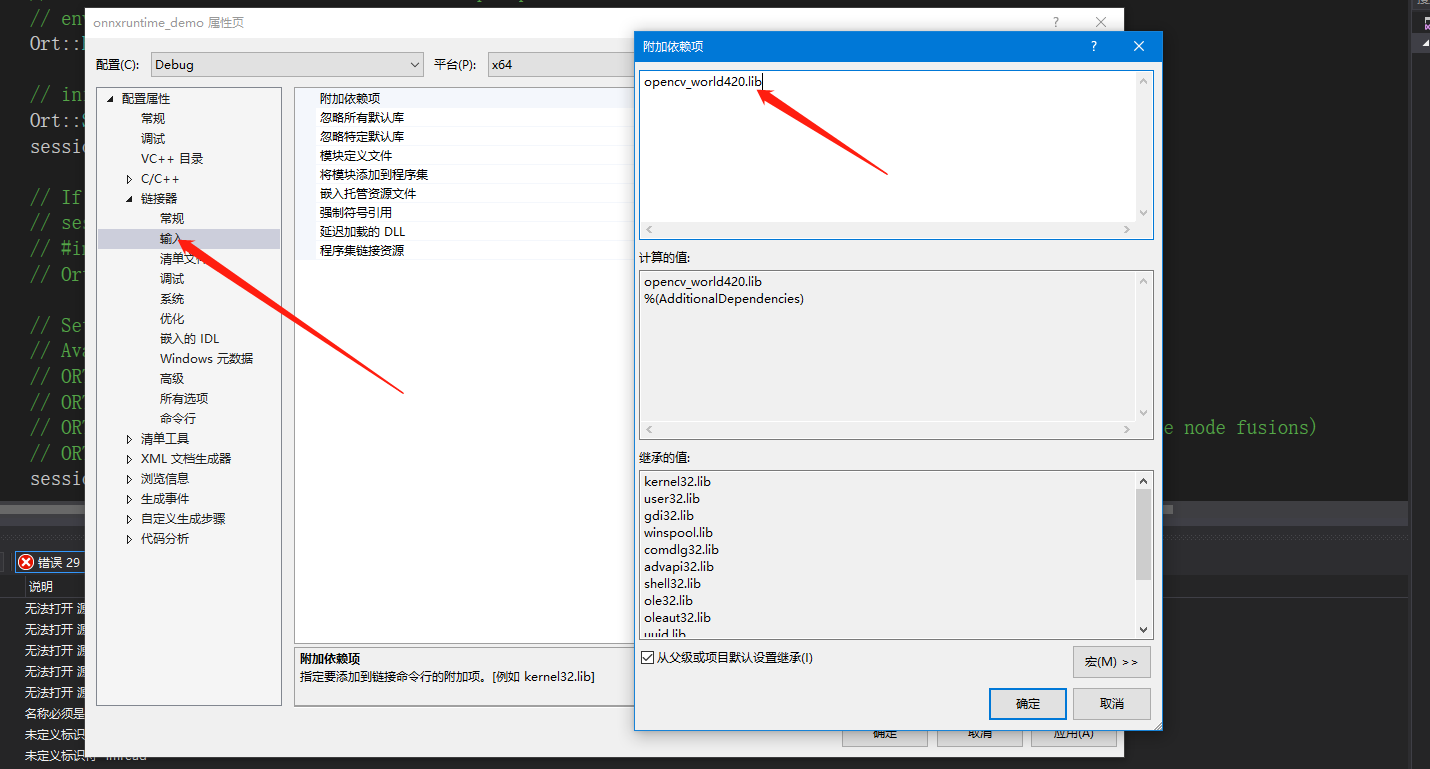 onnxruntime_demo 属性页
配置(C):
Debug
平台(P):
x64
配置属性
常规
调试
VC++ 目录
C/C++
链接器
常规
输入
清单文件
调试
系统
优化
嵌入的 IDL
Windows 元数据
高级
所有选项
命令行
清单工具
XML 文档生成器
浏览信息
生成事件
自定义生成步骤
代码分析
附加依赖项
忽略所有默认库
忽略特定默认库
模块定义文件
将模块添加到程序集
嵌入托管资源文件
强制符号引用
延迟加载的 DLL
程序集链接资源
附加依赖项
指定要添加到链接命令行的附加项。[例如 kernel32.lib]
确定
取消
应用(A)
附加依赖项
opencv_world420.lib
计算的值:
opencv_world420.lib
%(AdditionalDependencies)
继承的值:
kernel32.lib
user32.lib
gdi32.lib
winspool.lib
comdlg32.lib
advapi32.lib
shell32.lib
ole32.lib
oleaut32.lib
uuid.lib
从父级或项目默认设置继承(I)
宏(M) >>
确定
取消
// en
Ort::
// in
Ort::
sessi
// If
// se
// #i
// Or
// Se
// Av
// OR
// OR
// OR
e node fusions)
// OR
sessi
错误 29
说明
无法打开 源
无法打开 源
无法打开 源
无法打开 源
无法打开 源
名称必须是
未定义标识
未定义标识符 "imread"